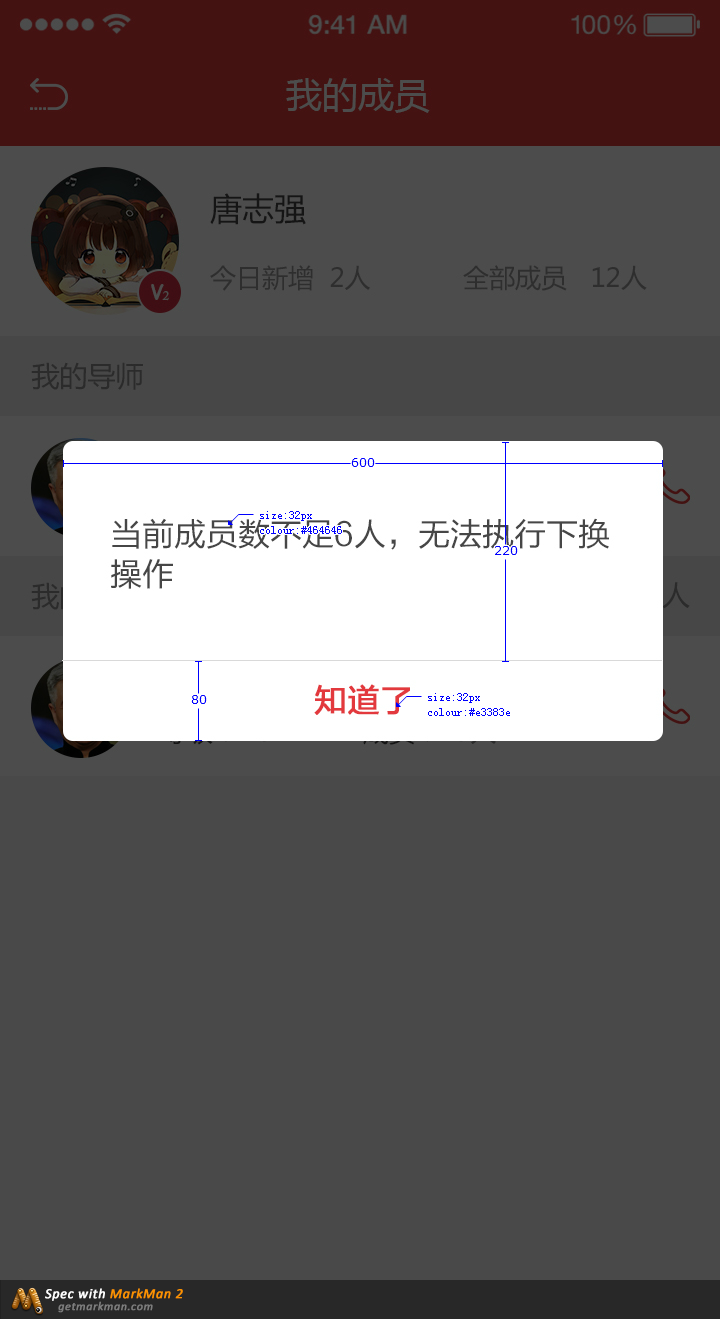 9:41 AM 100%
我的成员
唐志强
V2
今日新增 2人 全部成员 12人
我的导师
600
size:32px
colour:#464646
当前成员数不足6人，无法执行下换
操作
220
我 人
80
知道了
size:32px
colour:#e3383e
Spec with MarkMan 2
getmarkman.com